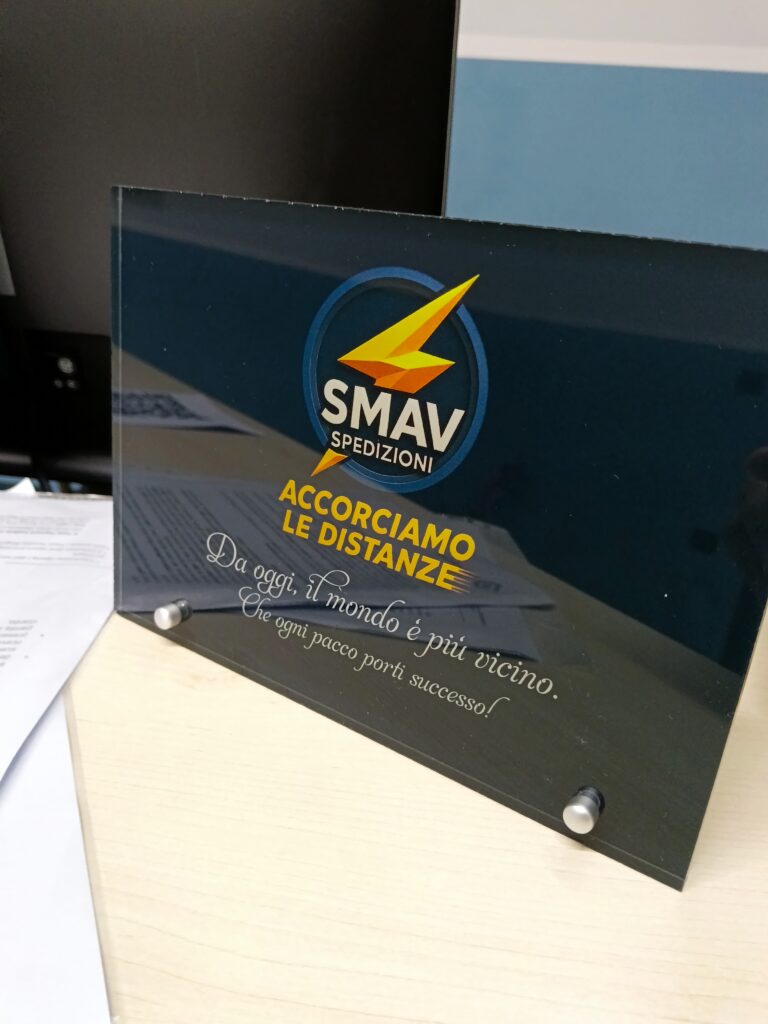 SMAV
SPEDIZIONI
ACCORCIAMO
LE DISTANZE
Da oggi, il mondo è più vicino.
Che ogni pacco porti successo!